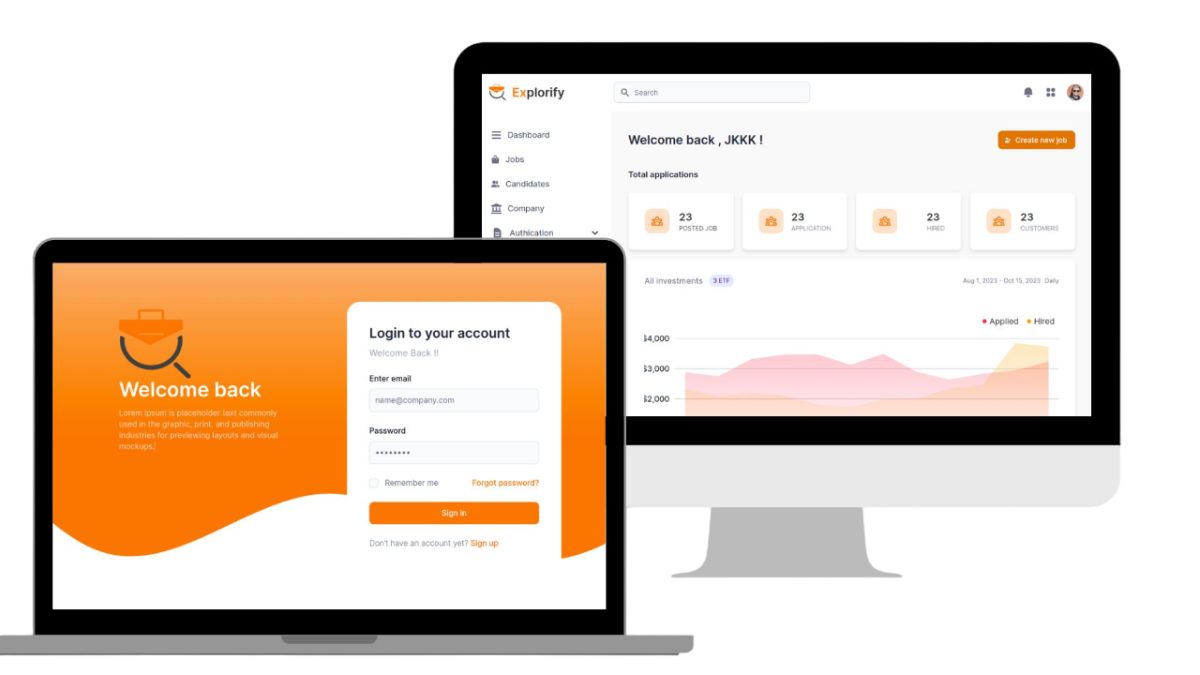 Explorify
Search
Dashboard
Jobs
Candidates
Company
Authication
Welcome back , JKKK !
Create new job
Total applications
23
POSTED JOB
23
APPLICATION
23
HIRED
23
CUSTOMERS
All investments 3 ETF
Aug 1, 2023 - Oct 15, 2023 Daily
Applied Hired
$4,000
$3,000
$2,000
Welcome back
Lorem ipsum is placeholder text commonly
used in the graphic, print, and publishing
industries for previewing layouts and visual
mockups.|
Login to your account
Welcome Back !!
Enter email
name@company.com
Password
••••••••
Remember me Forgot password?
Sign in
Don't have an account yet? Sign up